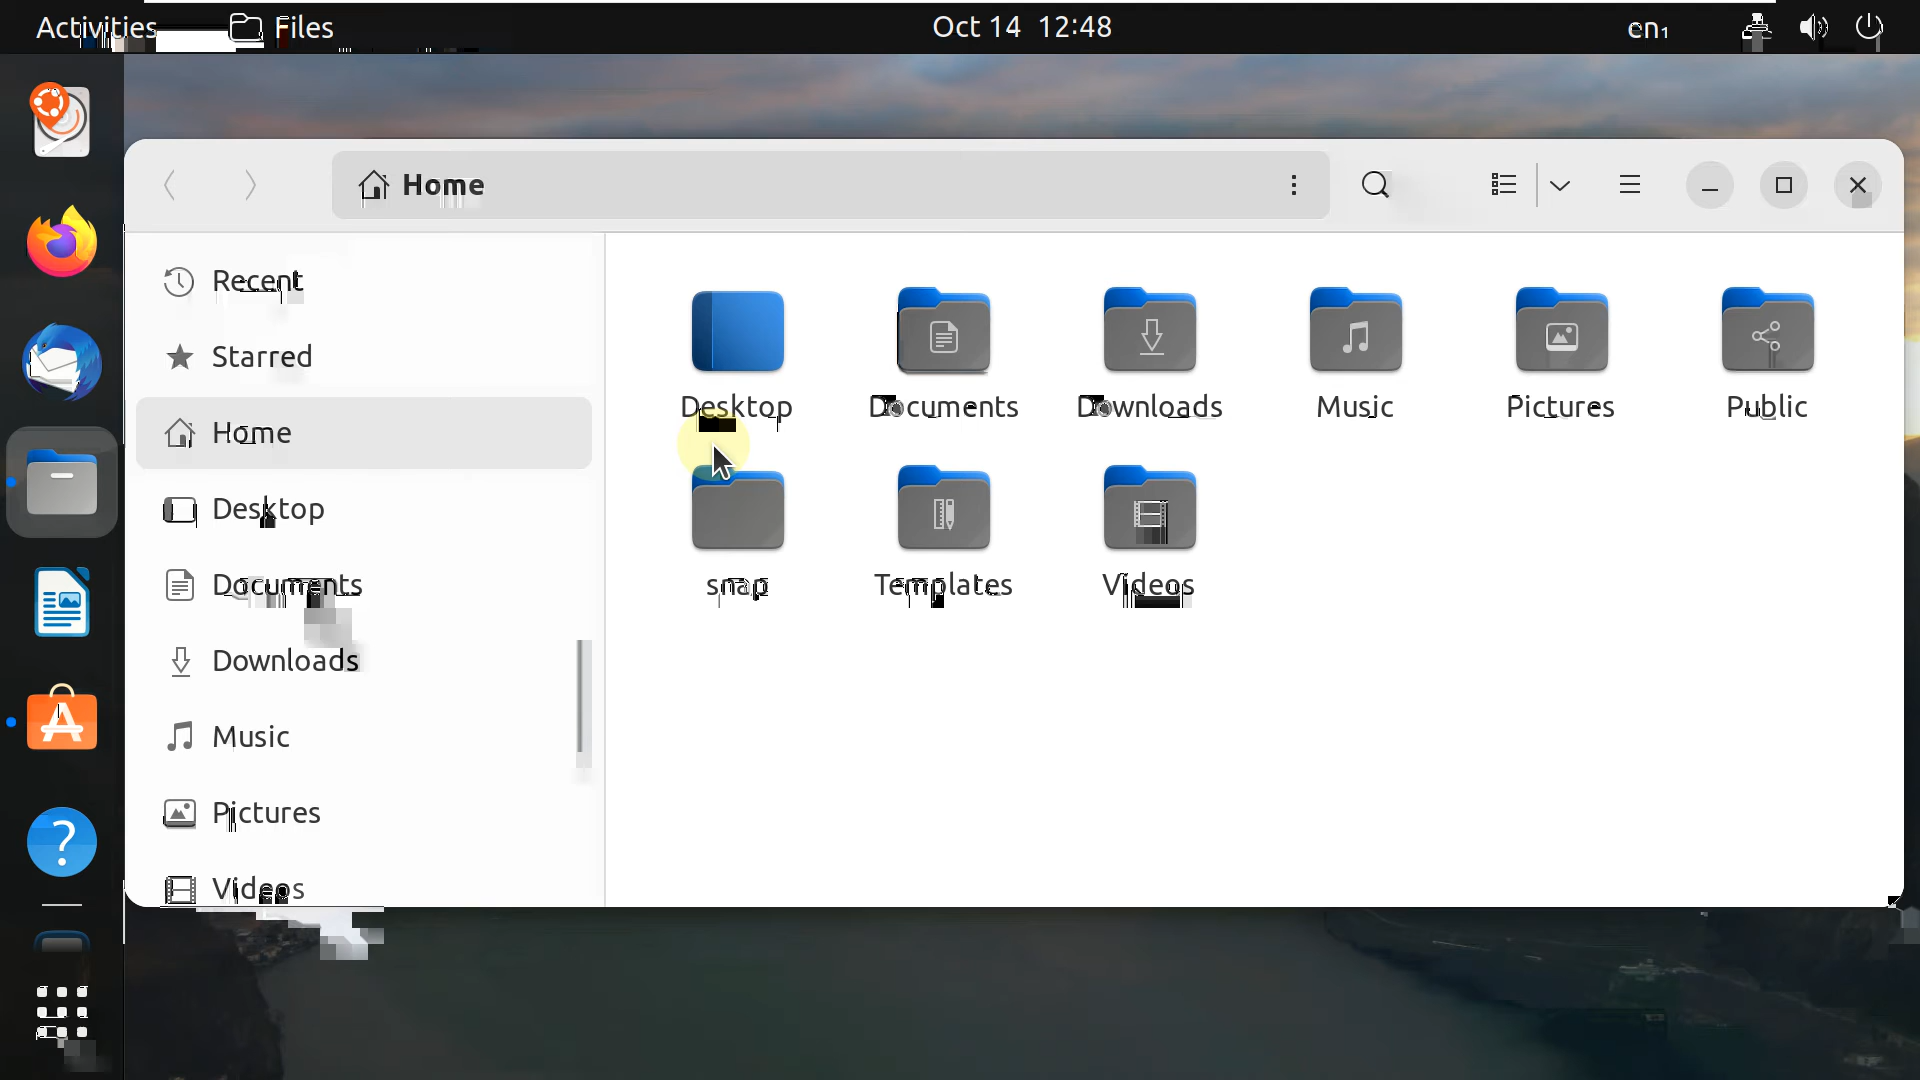 Activities Files Oct 14 12:48 en₁
Home
Recent
Starred
Home
Desktop
Documents
Downloads
Music
Pictures
Videos
Desktop Documents Downloads Music Pictures Public
snap Templates Videos